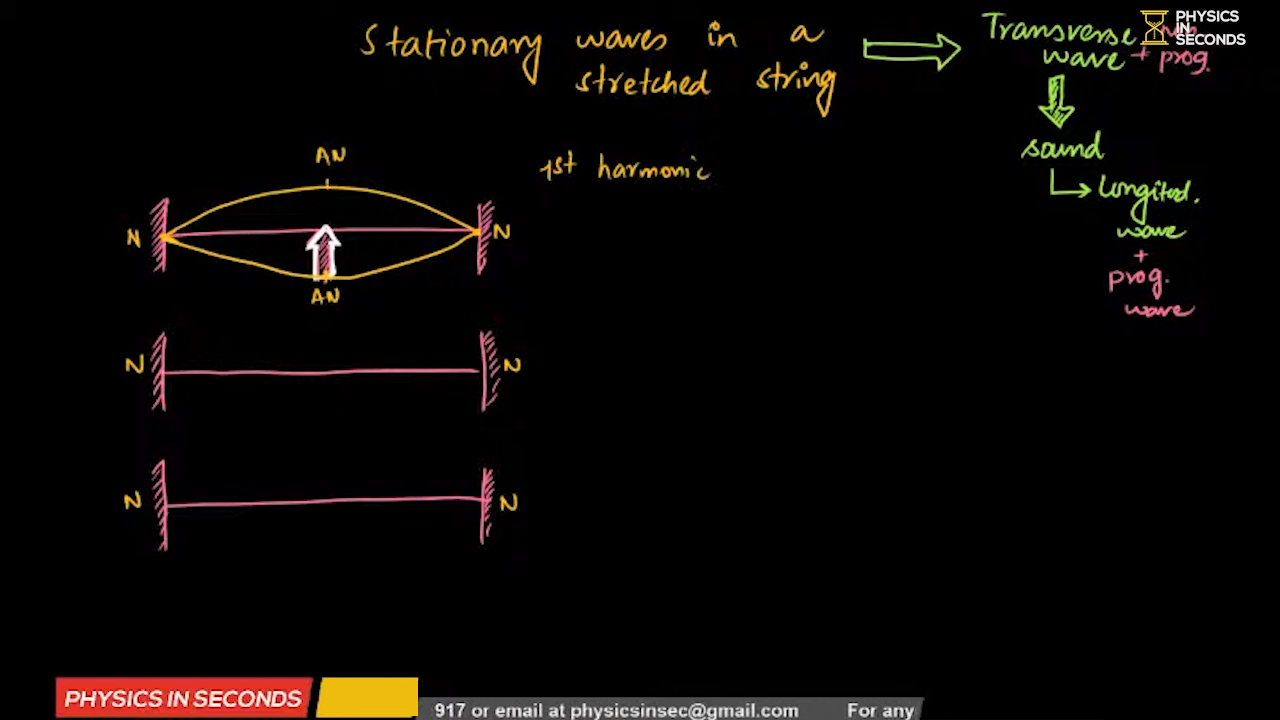 Stationary waves in a
stretched string
Transverse
wave + prog.
PHYSICS
IN
SECONDS
sound
longitud.
wave
+
prog.
wave
1st harmonic
AN
N
N
AN
N
N
N
N
PHYSICS IN SECONDS
917 or email at physicsinsec@gmail.com For any